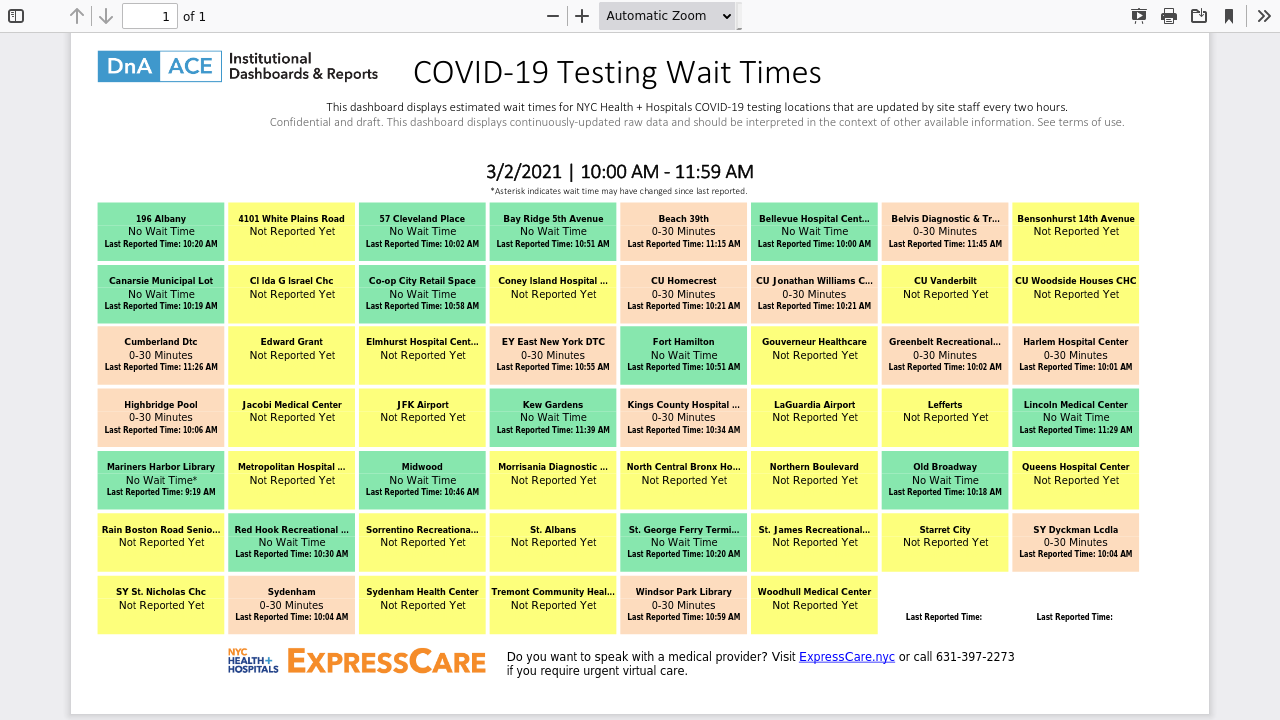 1 of 1
Automatic Zoom
DnA ACE Institutional Dashboards & Reports
COVID-19 Testing Wait Times
This dashboard displays estimated wait times for NYC Health + Hospitals COVID-19 testing locations that are updated by site staff every two hours.
Confidential and draft. This dashboard displays continuously-updated raw data and should be interpreted in the context of other available information. See terms of use.
3/2/2021 | 10:00 AM - 11:59 AM
*Asterisk indicates wait time may have changed since last reported.
196 Albany
No Wait Time
Last Reported Time: 10:20 AM
4101 White Plains Road
Not Reported Yet
57 Cleveland Place
No Wait Time
Last Reported Time: 10:02 AM
Bay Ridge 5th Avenue
No Wait Time
Last Reported Time: 10:51 AM
Beach 39th
0-30 Minutes
Last Reported Time: 11:15 AM
Bellevue Hospital Cent...
No Wait Time
Last Reported Time: 10:00 AM
Belvis Diagnostic & Tr...
0-30 Minutes
Last Reported Time: 11:45 AM
Bensonhurst 14th Avenue
Not Reported Yet
Canarsie Municipal Lot
No Wait Time
Last Reported Time: 10:19 AM
Cl Ida G Israel Chc
Not Reported Yet
Co-op City Retail Space
No Wait Time
Last Reported Time: 10:58 AM
Coney Island Hospital ...
Not Reported Yet
CU Homecrest
0-30 Minutes
Last Reported Time: 10:21 AM
CU Jonathan Williams C...
0-30 Minutes
Last Reported Time: 10:21 AM
CU Vanderbilt
Not Reported Yet
CU Woodside Houses CHC
Not Reported Yet
Cumberland Dtc
0-30 Minutes
Last Reported Time: 11:26 AM
Edward Grant
Not Reported Yet
Elmhurst Hospital Cent...
Not Reported Yet
EY East New York DTC
0-30 Minutes
Last Reported Time: 10:55 AM
Fort Hamilton
No Wait Time
Last Reported Time: 10:51 AM
Gouverneur Healthcare
Not Reported Yet
Greenbelt Recreational...
0-30 Minutes
Last Reported Time: 10:02 AM
Harlem Hospital Center
0-30 Minutes
Last Reported Time: 10:01 AM
Highbridge Pool
0-30 Minutes
Last Reported Time: 10:06 AM
Jacobi Medical Center
Not Reported Yet
JFK Airport
Not Reported Yet
Kew Gardens
No Wait Time
Last Reported Time: 11:39 AM
Kings County Hospital ...
0-30 Minutes
Last Reported Time: 10:34 AM
LaGuardia Airport
Not Reported Yet
Lefferts
Not Reported Yet
Lincoln Medical Center
No Wait Time
Last Reported Time: 11:29 AM
Mariners Harbor Library
No Wait Time*
Last Reported Time: 9:19 AM
Metropolitan Hospital ...
Not Reported Yet
Midwood
No Wait Time
Last Reported Time: 10:46 AM
Morrisania Diagnostic ...
Not Reported Yet
North Central Bronx Ho...
Not Reported Yet
Northern Boulevard
Not Reported Yet
Old Broadway
No Wait Time
Last Reported Time: 10:18 AM
Queens Hospital Center
Not Reported Yet
Rain Boston Road Senio...
Not Reported Yet
Red Hook Recreational ...
No Wait Time
Last Reported Time: 10:30 AM
Sorrentino Recreationa...
Not Reported Yet
St. Albans
Not Reported Yet
St. George Ferry Termi...
No Wait Time
Last Reported Time: 10:20 AM
St. James Recreational...
Not Reported Yet
Starret City
Not Reported Yet
SY Dyckman Lcdla
0-30 Minutes
Last Reported Time: 10:04 AM
SY St. Nicholas Chc
Not Reported Yet
Sydenham
0-30 Minutes
Last Reported Time: 10:04 AM
Sydenham Health Center
Not Reported Yet
Tremont Community Heal...
Not Reported Yet
Windsor Park Library
0-30 Minutes
Last Reported Time: 10:59 AM
Woodhull Medical Center
Not Reported Yet
Last Reported Time:
Last Reported Time:
NYC HEALTH+ HOSPITALS
EXPRESSCARE
Do you want to speak with a medical provider? Visit ExpressCare.nyc or call 631-397-2273
if you require urgent virtual care.